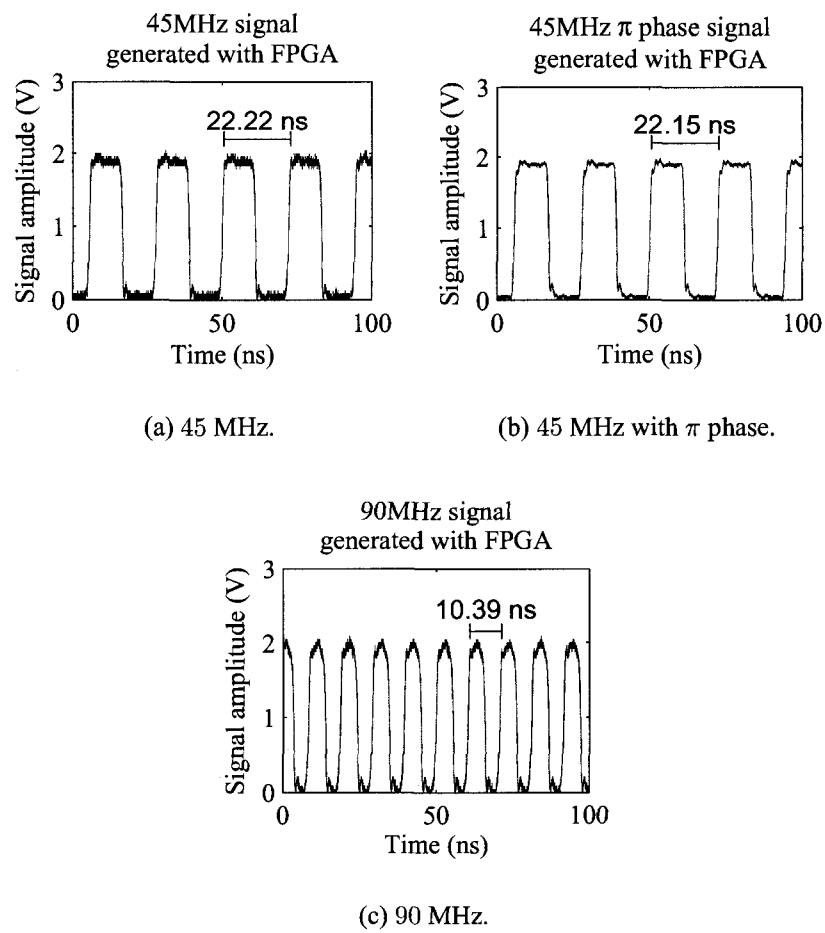 45MHz signal
generated with FPGA
3
2
1
0
Signal amplitude (V)
22.22 ns
0
50
100
Time (ns)
(a) 45 MHz.
45MHz π phase signal
generated with FPGA
3
2
1
0
Signal amplitude (V)
22.15 ns
0
50
100
Time (ns)
(b) 45 MHz with π phase.
90MHz signal
generated with FPGA
3
2
1
0
Signal amplitude (V)
10.39 ns
0
50
100
Time (ns)
(c) 90 MHz.